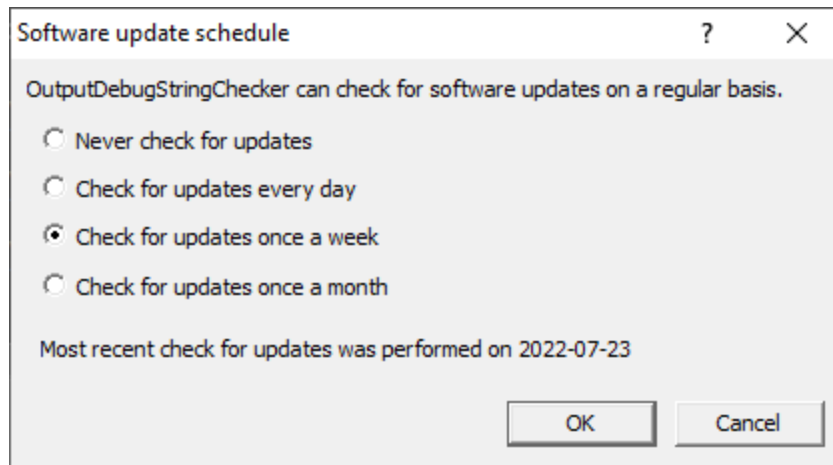 Software update schedule
?
OutputDebugStringChecker can check for software updates on a regular basis.
Never check for updates
Check for updates every day
Check for updates once a week
Check for updates once a month
Most recent check for updates was performed on 2022-07-23
OK Cancel